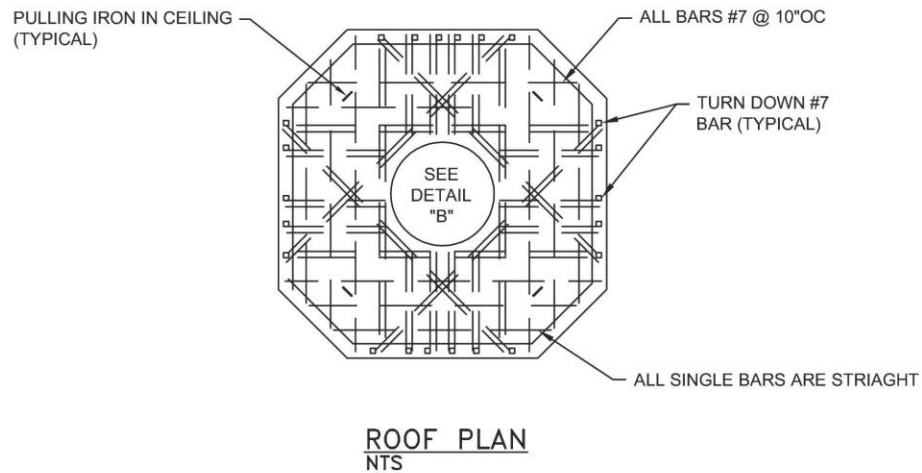 PULLING IRON IN CEILING
(TYPICAL)
ALL BARS #7 @ 10"OC
TURN DOWN #7
BAR (TYPICAL)
SEE
DETAIL
"B"
ALL SINGLE BARS ARE STRIAGHT
ROOF PLAN
NTS